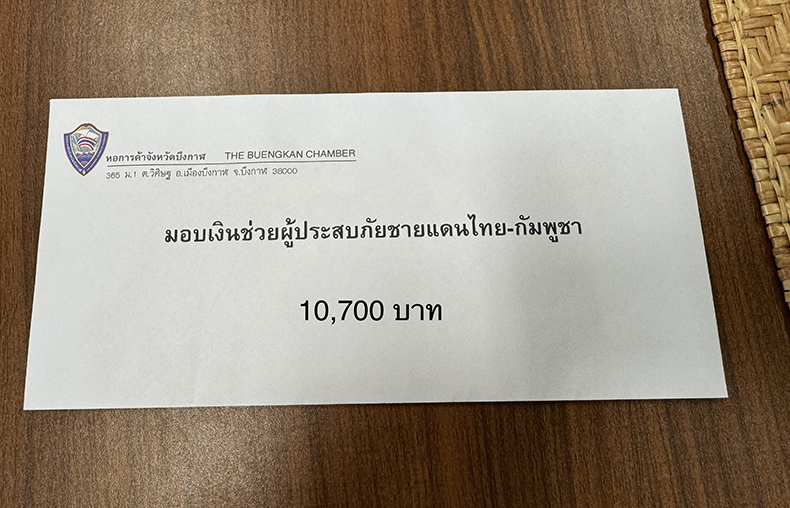 หอการค้าจังหวัดบึงกาฬ THE BUENGKAN CHAMBER
365 ม.1 ต.วิศิษฐ อ.เมืองบึงกาฬ จ.บึงกาฬ 38000
มอบเงินช่วยผู้ประสบภัยชายแดนไทย-กัมพูชา
10,700 บาท